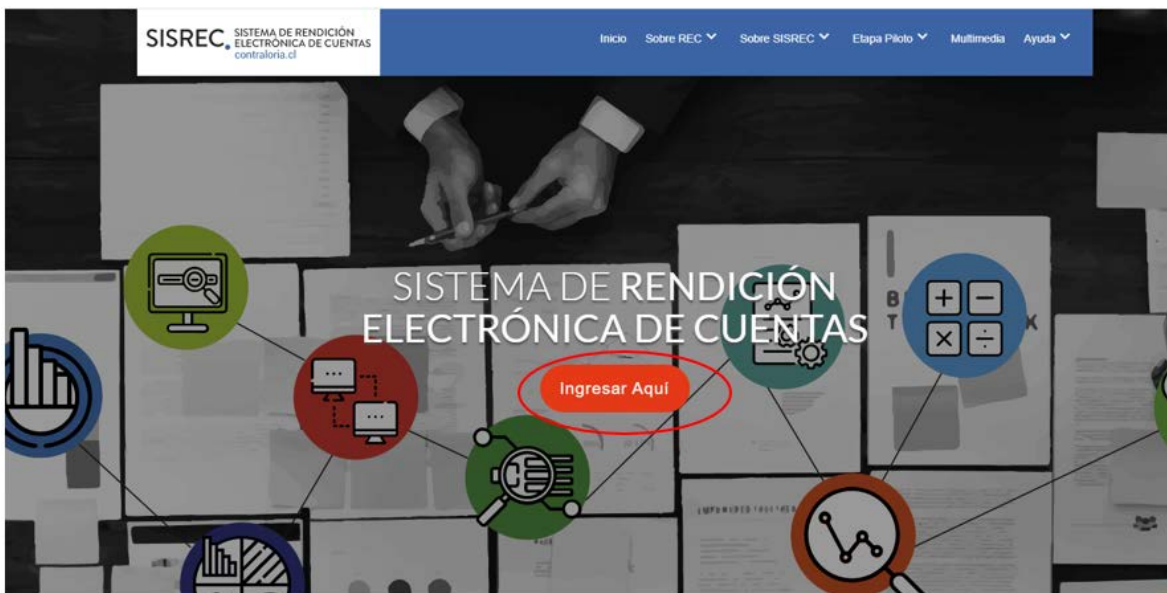 SISREC. SISTEMA DE RENDICIÓN
ELECTRÓNICA DE CUENTAS
contraloria.cl
Inicio Sobre REC Sobre SISREC Etapa Piloto Multimedia Ayuda
SISTEMA DE RENDICIÓN
ELECTRÓNICA DE CUENTAS
Ingresar Aquí